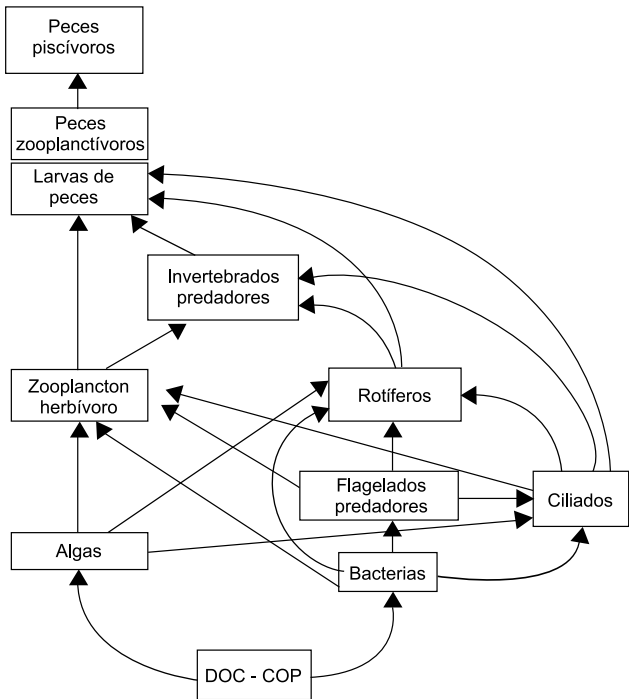 Peces
piscívoros
Peces
zooplanctívoros
Larvas de
peces
Invertebrados
predadores
Zooplancton
herbívoro
Rotíferos
Flagelados
predadores
Ciliados
Algas
Bacterias
DOC - COP